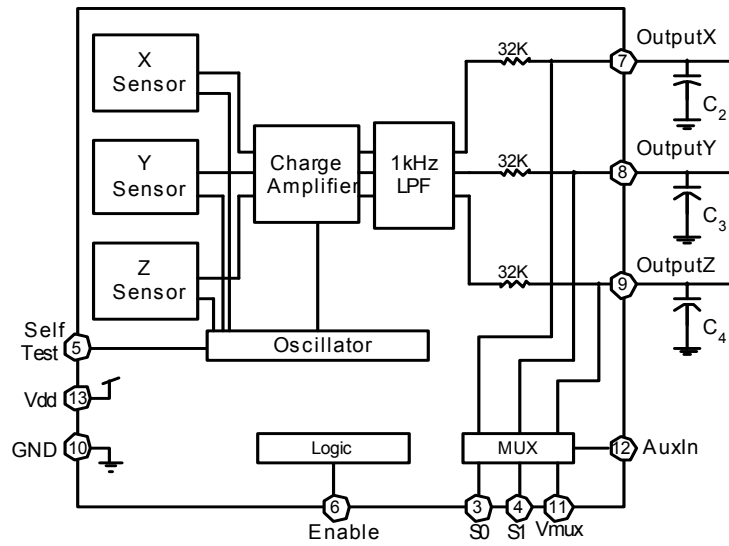 X
Sensor
Y
Sensor
Z
Sensor
Charge
Amplifier
1kHz
LPF
32K
32K
32K
7
OutputX
C2
8
OutputY
C3
9
OutputZ
C4
Self
Test
5
Oscillator
Vdd
13
GND
10
Logic
MUX
12
AuxIn
6
Enable
3
S0
4
S1
11
Vmux